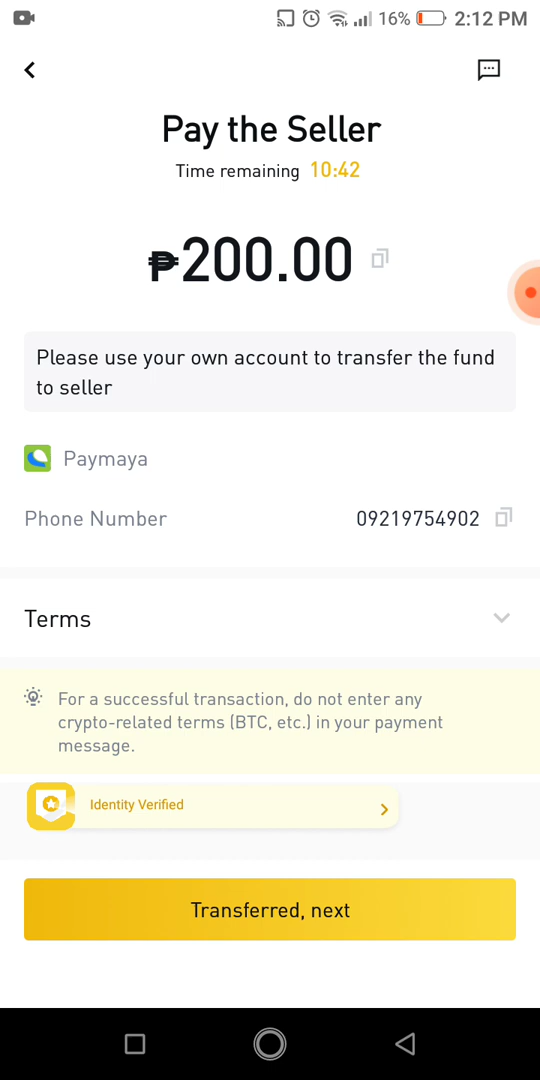 16% 2:12 PM
Pay the Seller
Time remaining 10:42
₱200.00
Please use your own account to transfer the fund
to seller
Paymaya
Phone Number 09219754902
Terms
For a successful transaction, do not enter any
crypto-related terms (BTC, etc.) in your payment
message.
Identity Verified
Transferred, next